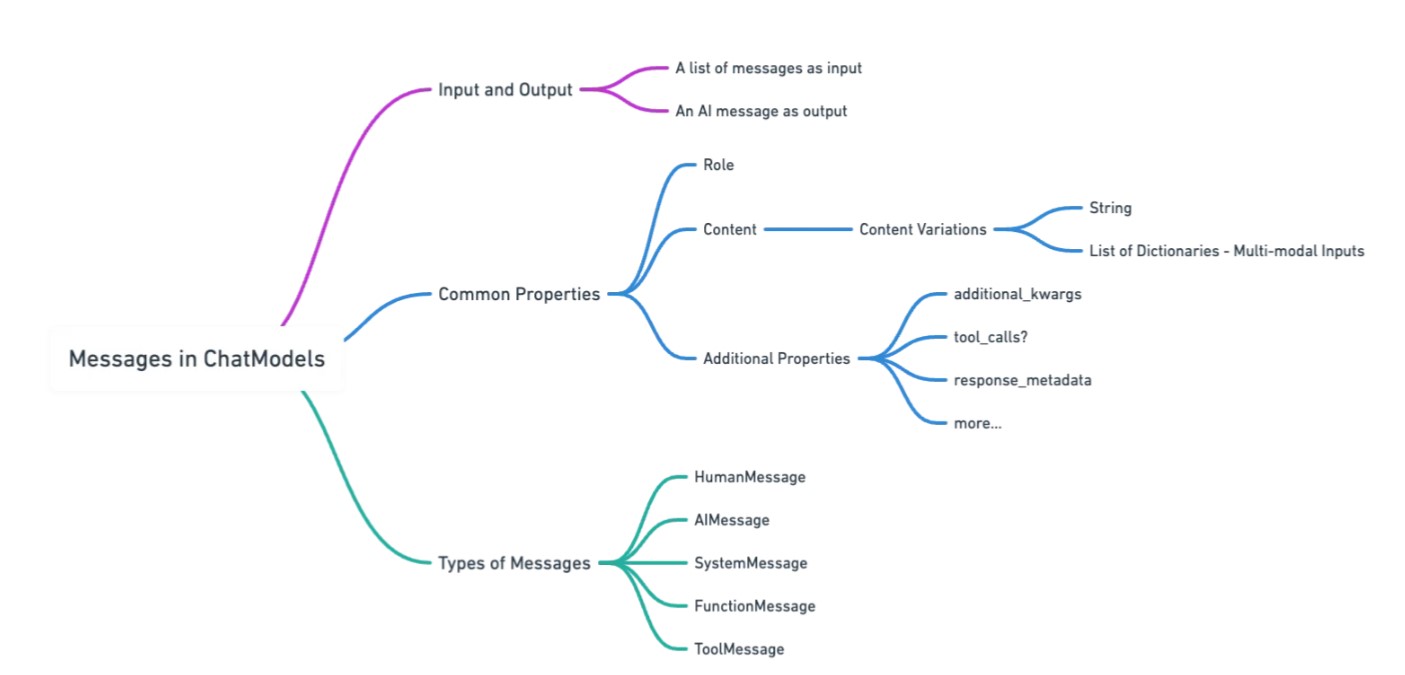 Messages in ChatModels
Input and Output
A list of messages as input
An AI message as output
Common Properties
Role
Content
Content Variations
String
List of Dictionaries - Multi-modal Inputs
Additional Properties
additional_kwargs
tool_calls?
response_metadata
more...
Types of Messages
HumanMessage
AIMessage
SystemMessage
FunctionMessage
ToolMessage